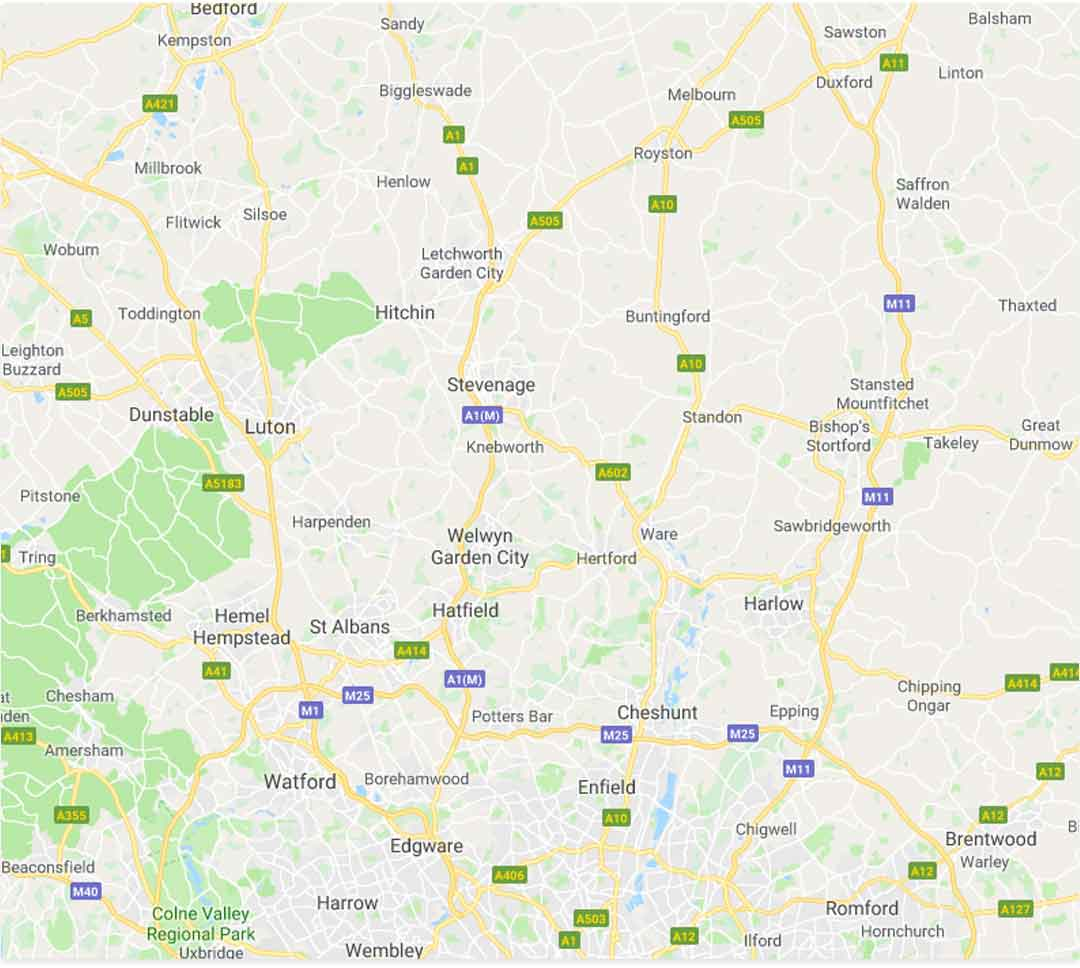 Bedford
Sandy
Balsham
Kempston
Sawston
A11
Linton
Duxford
Biggleswade
Melbourn
A421
A505
A1
Royston
A1
Millbrook
Henlow
Saffron
Walden
A10
Silsoe
Flitwick
A505
Woburn
Letchworth
Garden City
M11
Thaxted
Toddington
Hitchin
Buntingford
A5
Leighton
Buzzard
A10
A505
Stevenage
Stansted
Mountfitchet
Dunstable
A1(M)
Standon
Luton
Bishop's
Stortford
Great
Dunmow
Takeley
Knebworth
A602
A5183
Pitstone
M11
Harpenden
Sawbridgeworth
Welwyn
Garden City
Ware
Tring
Hertford
Harlow
Berkhamsted
Hemel
Hempstead
Hatfield
St Albans
A414
A41
A1(M)
A414
A414
Chipping
Ongar
Chesham
M25
M1
Potters Bar
Cheshunt
Epping
M25
M25
A413
Amersham
M11
A12
Watford
Borehamwood
Enfield
A355
A10
A12
Chigwell
Brentwood
Edgware
Warley
Beaconsfield
A406
A12
M40
Harrow
Romford
A127
Colne Valley
Regional Park
A503
Hornchurch
A1
A12
Ilford
Wembley
Uxbridge